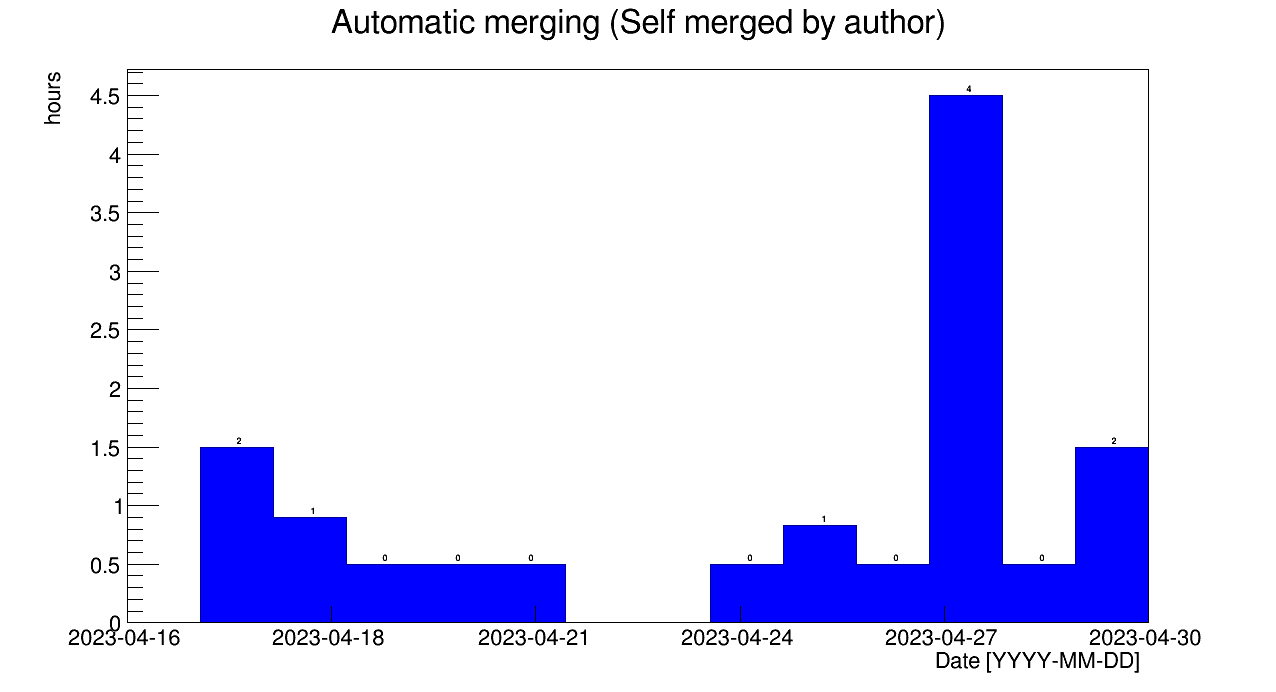 Automatic merging (Self merged by author)
hours
4.5
4
3.5
3
2.5
2
1.5
1
0.5
0
2 1 0 0 0 0 1 0 4 0 2
2023-04-16 2023-04-18 2023-04-21 2023-04-24 2023-04-27 2023-04-30
Date [YYYY-MM-DD]